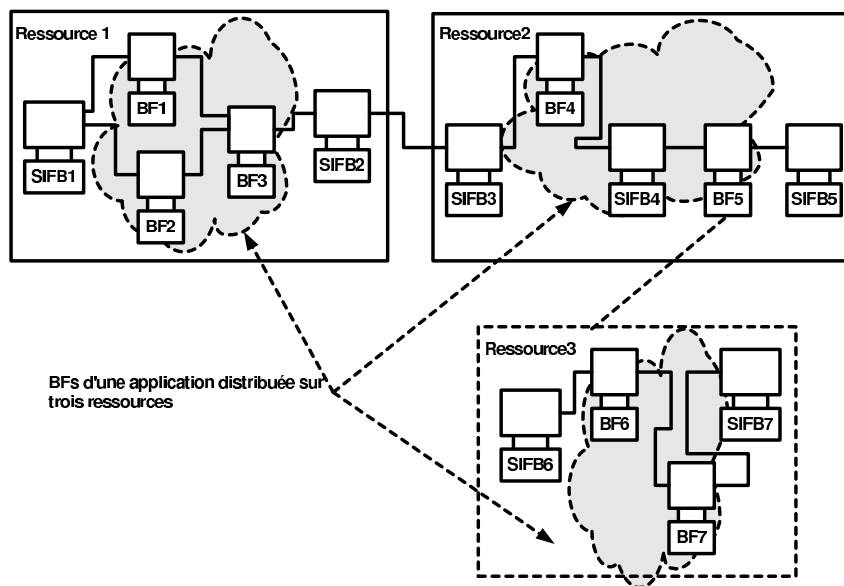 Ressource 1
BF1
SIFB1
BF2
BF3
SIFB2
Ressource2
BF4
SIFB3
SIFB4
BF5
SIFB5
BFs d'une application distribuée sur
trois ressources
Ressource3
BF6
SIFB6
SIFB7
BF7